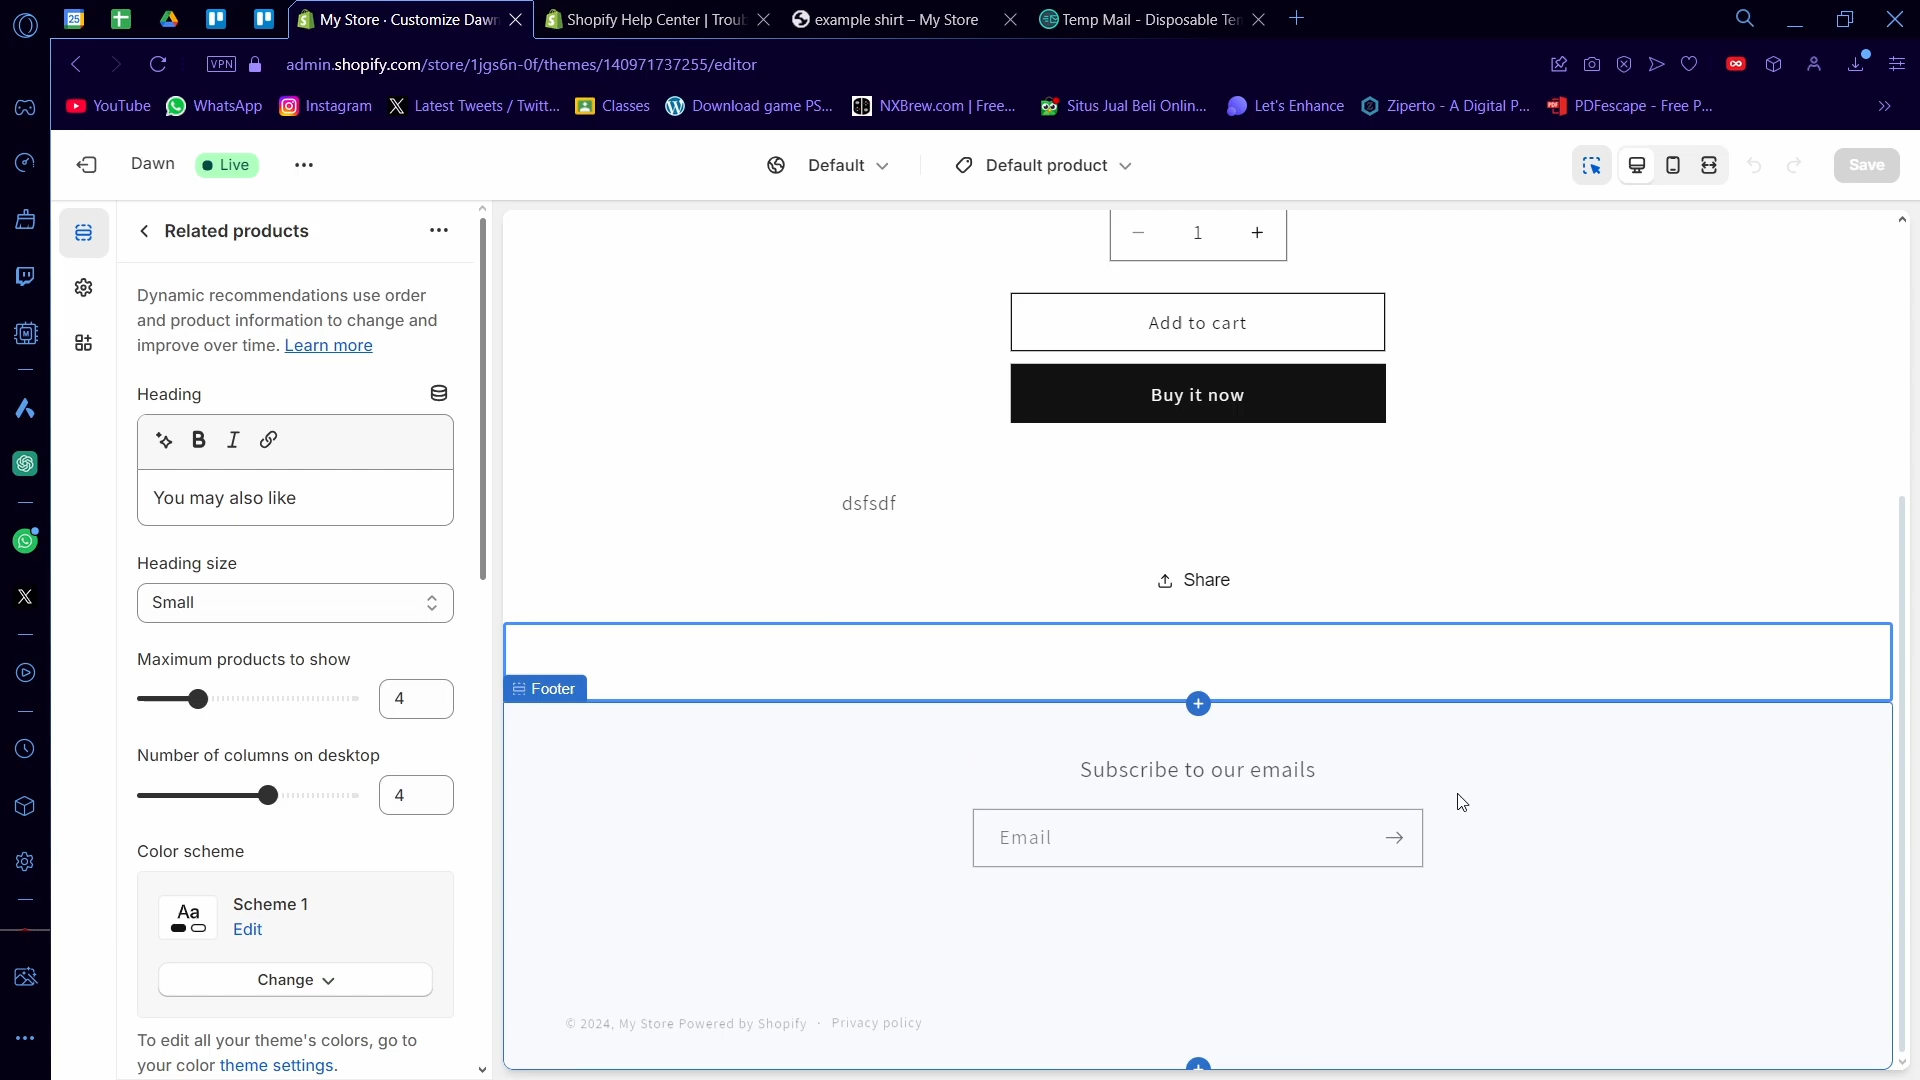 My Store · Customize Dawn
Shopify Help Center | Troub
example shirt – My Store
Temp Mail - Disposable Ten
VPN
admin.shopify.com/store/1jgs6n-0f/themes/140971737255/editor
YouTube
WhatsApp
Instagram
Latest Tweets / Twitt...
Classes
Download game PS...
NXBrew.com | Free...
Situs Jual Beli Onlin...
Let's Enhance
Ziperto - A Digital P...
PDFescape - Free P...
Dawn
Live
Default
Default product
Save
Related products
Dynamic recommendations use order
and product information to change and
improve over time. Learn more
Heading
B I
You may also like
Heading size
Small
Maximum products to show
4
Number of columns on desktop
4
Color scheme
Aa
Scheme 1
Edit
Change
To edit all your theme's colors, go to
your color theme settings.
− 1 +
Add to cart
Buy it now
dsfsdf
Share
Footer
Subscribe to our emails
Email
© 2024, My Store Powered by Shopify · Privacy policy